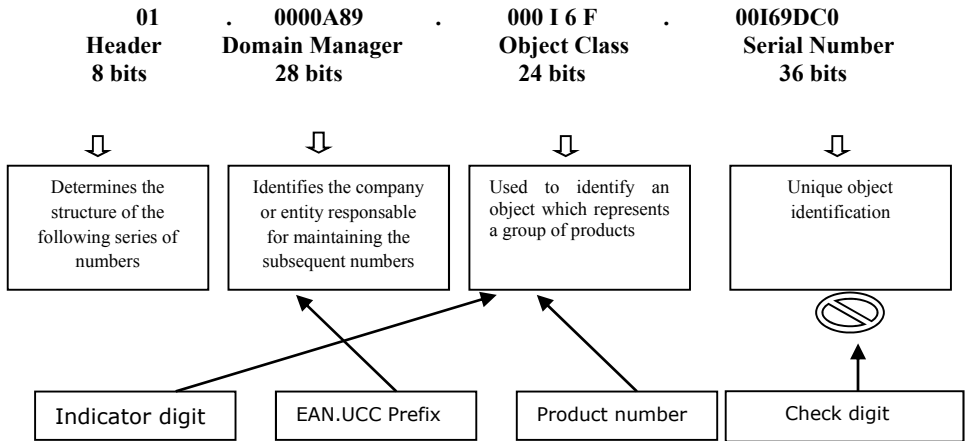 01 . 0000A89 . 000 I 6 F . 00I69DC0
Header Domain Manager Object Class Serial Number
8 bits 28 bits 24 bits 36 bits
Determines the
structure of the
following series of
numbers
Identifies the company
or entity responsable
for maintaining the
subsequent numbers
Used to identify an
object which represents
a group of products
Unique object
identification
Indicator digit EAN.UCC Prefix Product number Check digit